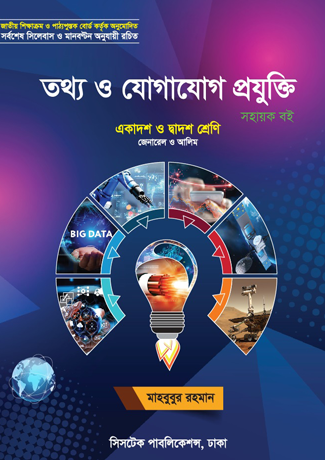 জাতীয় শিক্ষাক্রম ও পাঠ্যপুস্তক বোর্ড কর্তৃক অনুমোদিত
সর্বশেষ সিলেবাস ও মানবণ্টন অনুযায়ী রচিত
তথ্য ও যোগাযোগ প্রযুক্তি
সহায়ক বই
একাদশ ও দ্বাদশ শ্রেণি
জেনারেল ও আলিম
BIG DATA
মাহবুবুর রহমান
সিসটেক পাবলিকেশন্স, ঢাকা